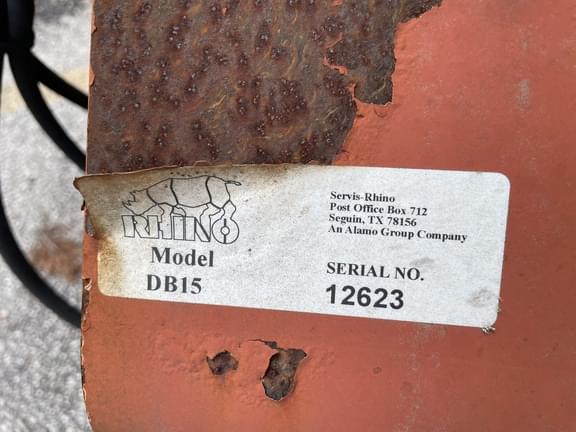 RHINO
Model
DB15
Servis-Rhino
Post Office Box 712
Seguin, TX 78156
An Alamo Group Company
SERIAL NO.
12623